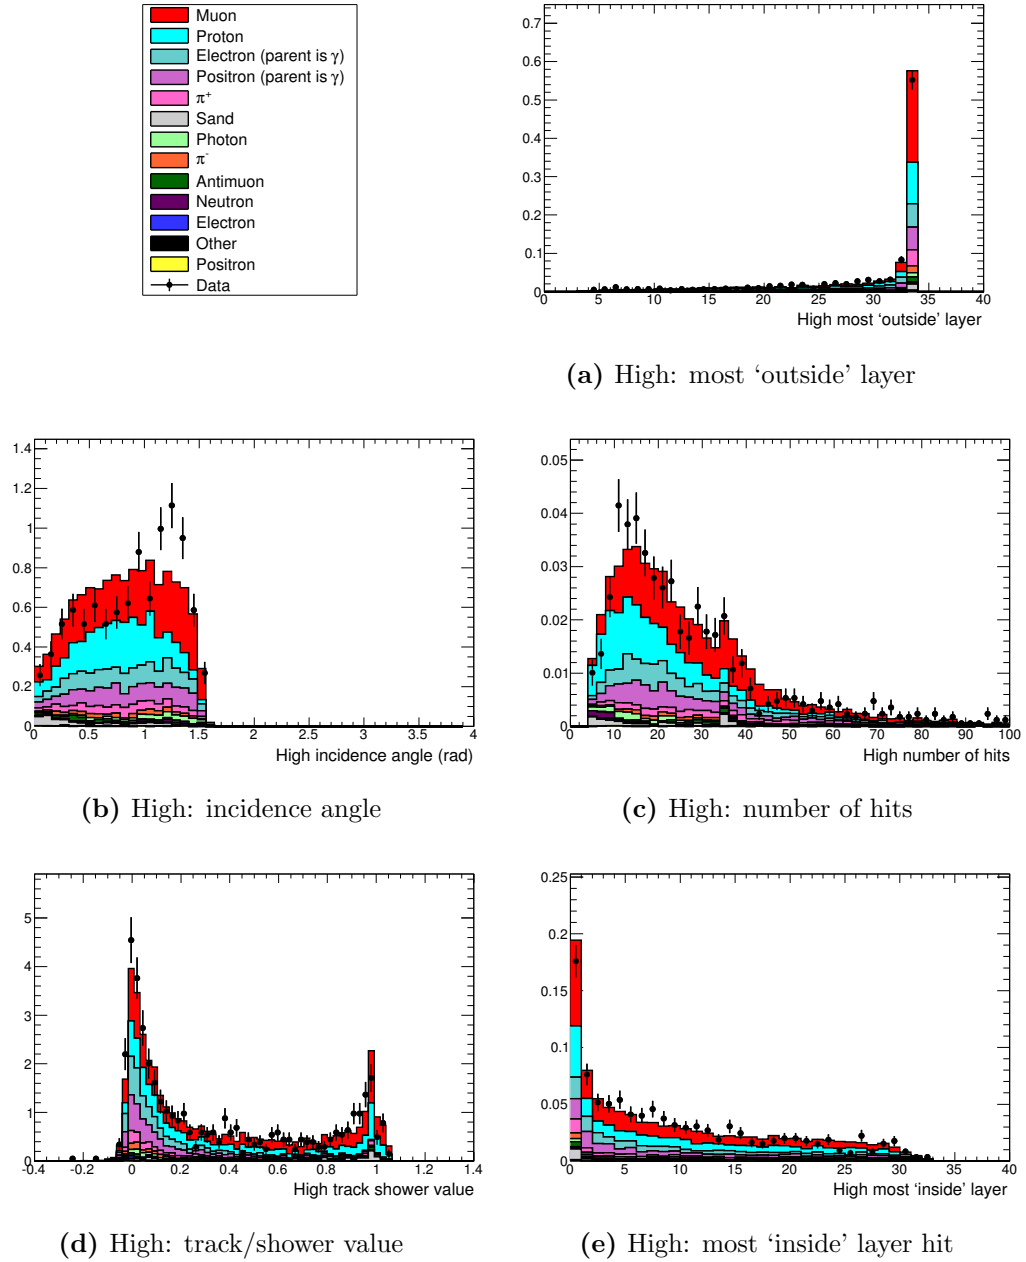 Muon
Proton
Electron (parent is γ)
Positron (parent is γ)
π⁺
Sand
Photon
π⁻
Antimuon
Neutron
Electron
Other
Positron
Data
0.7
0.6
0.5
0.4
0.3
0.2
0.1
0
0 5 10 15 20 25 30 35 40
High most ‘outside’ layer
(a) High: most ‘outside’ layer
1.4
1.2
1
0.8
0.6
0.4
0.2
0
0 0.5 1 1.5 2 2.5 3 3.5 4
High incidence angle (rad)
(b) High: incidence angle
0.05
0.04
0.03
0.02
0.01
0
0 10 20 30 40 50 60 70 80 90 100
High number of hits
(c) High: number of hits
5
4
3
2
1
0
0.4 0.2 0 0.2 0.4 0.6 0.8 1 1.2 1.4
High track shower value
(d) High: track/shower value
0.25
0.2
0.15
0.1
0.05
0
0 5 10 15 20 25 30 35 40
High most ‘inside’ layer
(e) High: most ‘inside’ layer hit